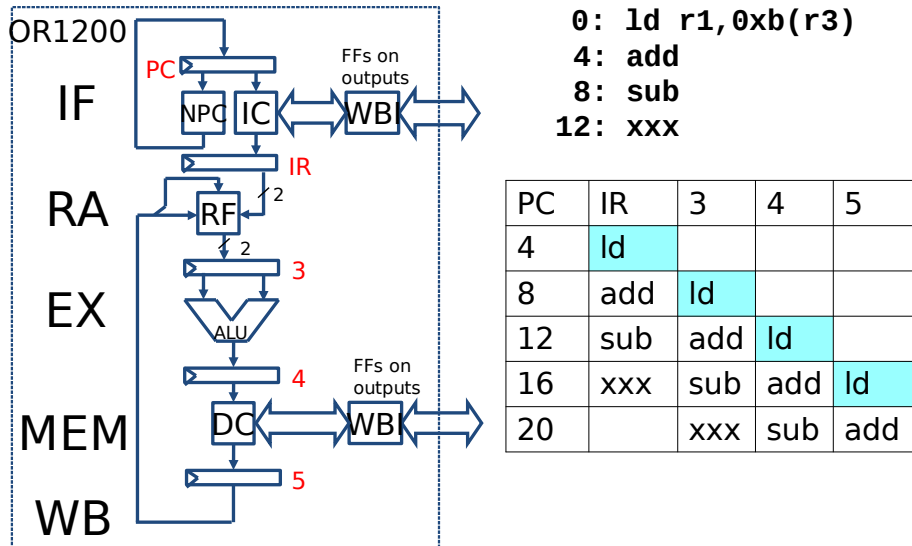 OR1200
IF
RA
EX
MEM
WB
PC
NPC
IC
FFs on
outputs
WBI
IR
2
RF
2
3
ALU
4
FFs on
outputs
DC
WBI
5
0: ld r1,0xb(r3)
4: add
8: sub
12: xxx
PC IR 3 4 5
4 ld
8 add ld
12 sub add ld
16 xxx sub add ld
20 xxx sub add